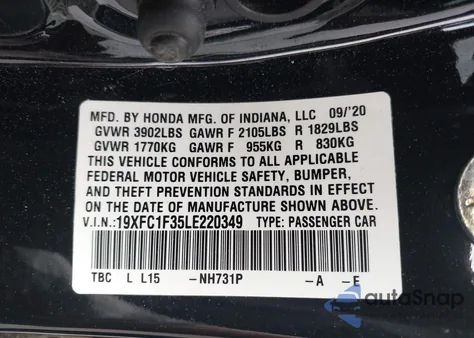 MFD. BY HONDA MFG. OF INDIANA, LLC 09/'20
GVWR 3902LBS GAWR F 2105LBS R 1829LBS
GVWR 1770KG GAWR F 955KG R 830KG
THIS VEHICLE CONFORMS TO ALL APPLICABLE
FEDERAL MOTOR VEHICLE SAFETY, BUMPER,
AND THEFT PREVENTION STANDARDS IN EFFECT
ON THE DATE OF MANUFACTURE SHOWN ABOVE.
V.I.N.:19XFC1F35LE220349 TYPE: PASSENGER CAR
TBC L L15 -NH731P -A -E
autoSnap